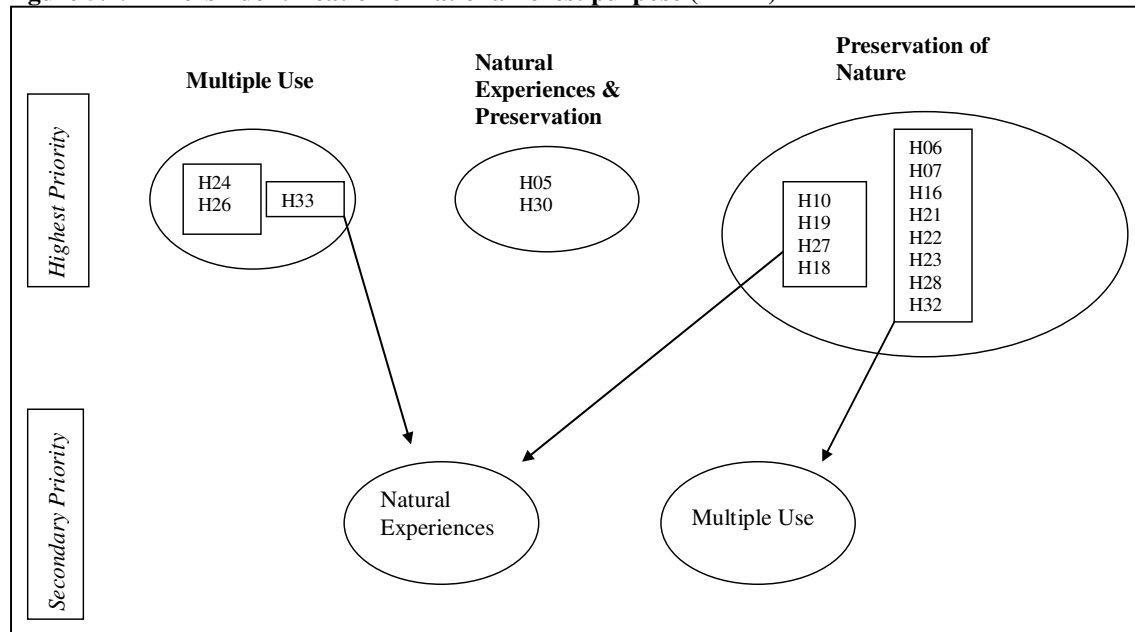 Preservation of
Nature
Natural
Experiences &
Preservation
Multiple Use
Highest Priority
H24
H26
H33
H05
H30
H10
H19
H27
H18
H06
H07
H16
H21
H22
H23
H28
H32
Secondary Priority
Natural
Experiences
Multiple Use